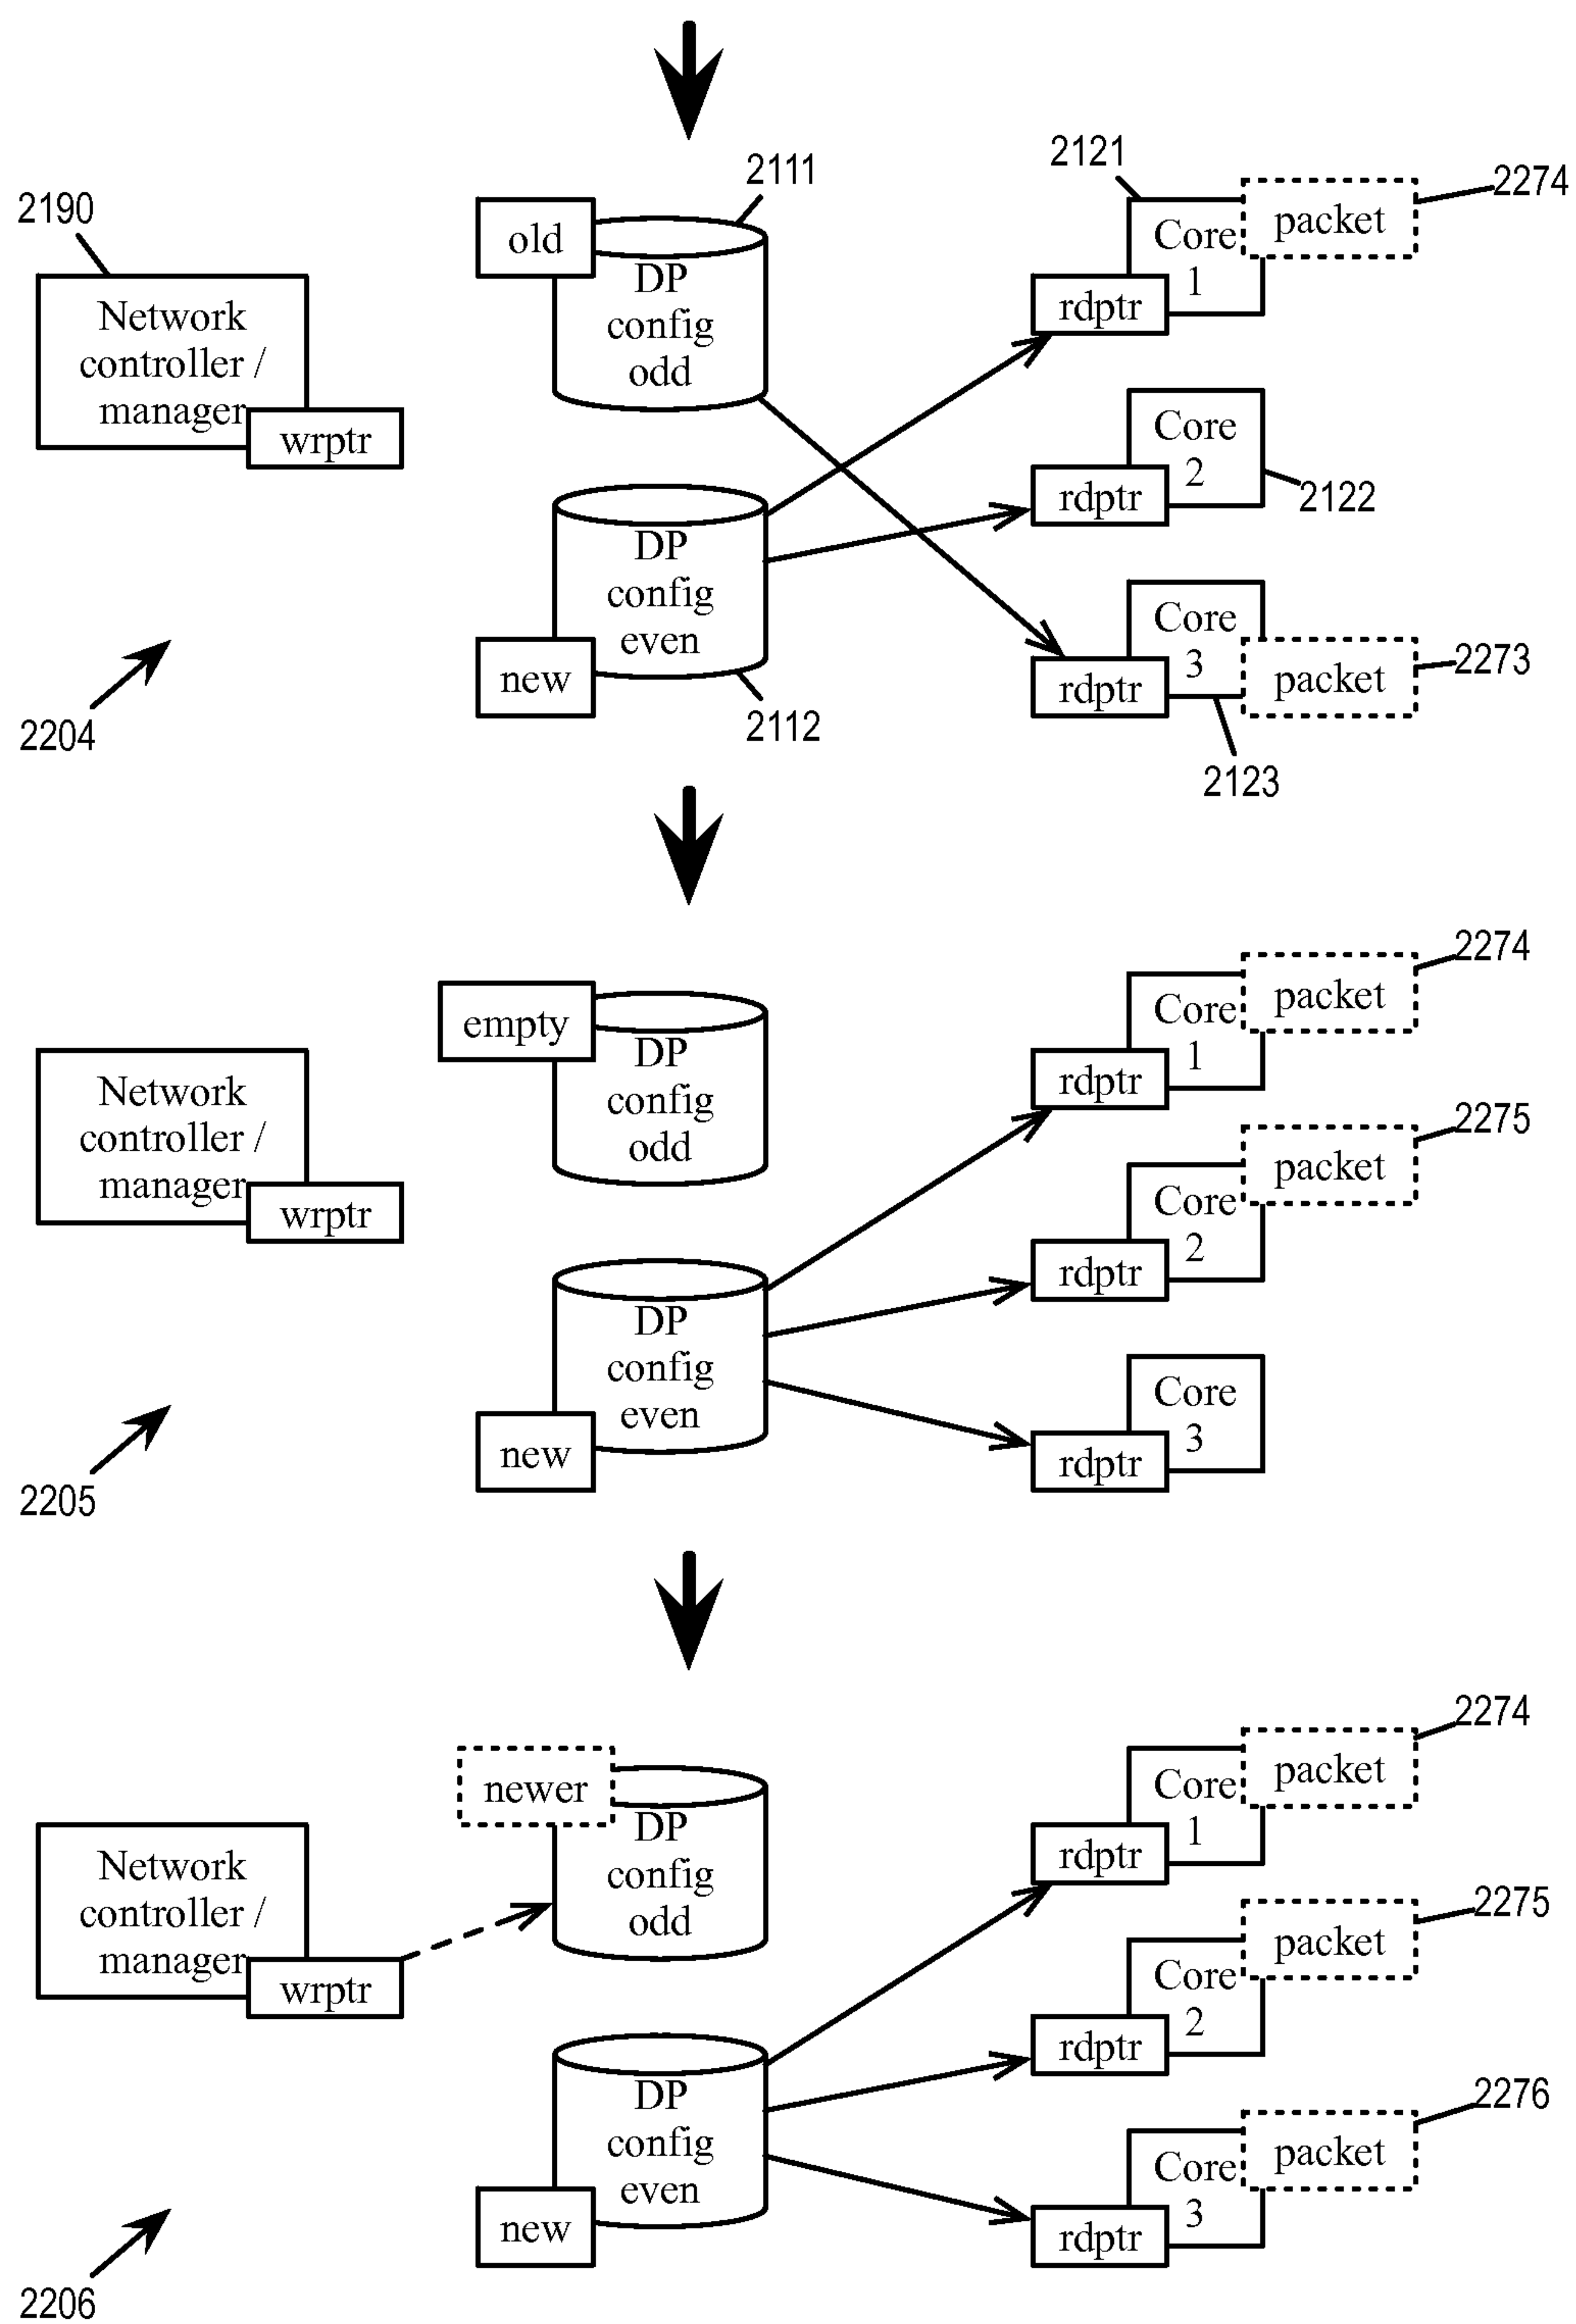 2111
2121
2274
2190
old
packet
Core
1
DP
config
odd
rdptr
Network
controller /
manager
wrptr
Core
2
rdptr
2122
DP
config
even
new
Core
3
rdptr
packet
2273
2204
2112
2123
2274
empty
packet
Core
1
DP
config
odd
rdptr
Network
controller /
manager
wrptr
2275
packet
Core
2
rdptr
DP
config
even
new
Core
3
rdptr
2205
2274
newer
packet
Core
1
DP
config
odd
rdptr
Network
controller /
manager
wrptr
2275
packet
Core
2
rdptr
DP
config
even
new
2276
packet
Core
3
rdptr
2206